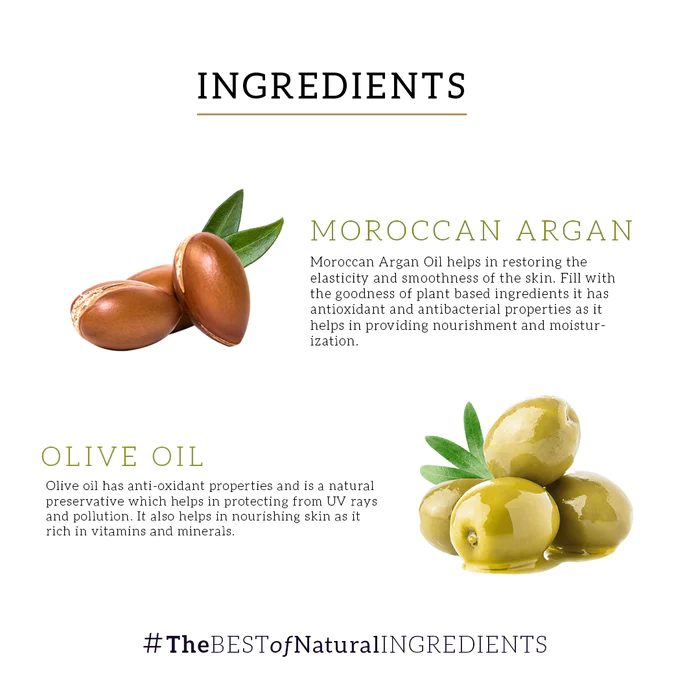 INGREDIENTS
MOROCCAN ARGAN
Moroccan Argan Oil helps in restoring the
elasticity and smoothness of the skin. Fill with
the goodness of plant based ingredients it has
antioxidant and antibacterial properties as it
helps in providing nourishment and moistur-
ization.
OLIVE OIL
Olive oil has anti-oxidant properties and is a natural
preservative which helps in protecting from UV rays
and pollution. It also helps in nourishing skin as it
rich in vitamins and minerals.
#TheBESTofNaturalINGREDIENTS